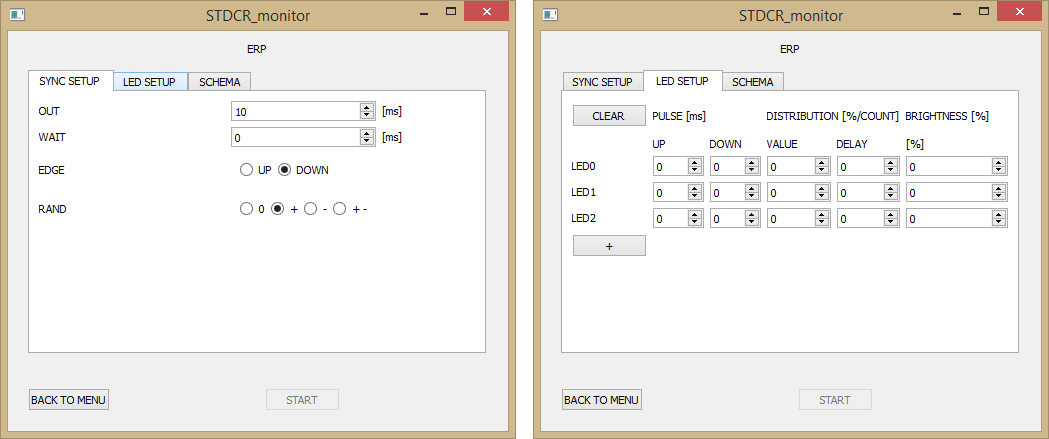 STDCR_monitor
ERP
SYNC SETUP LED SETUP SCHEMA
OUT 10 [ms]
WAIT 0 [ms]
EDGE UP DOWN
RAND 0 + - + -
BACK TO MENU START
STDCR_monitor
ERP
SYNC SETUP LED SETUP SCHEMA
CLEAR PULSE [ms] DISTRIBUTION [%/COUNT] BRIGHTNESS [%]
UP DOWN VALUE DELAY [%]
LED0 0 0 0 0 0
LED1 0 0 0 0 0
LED2 0 0 0 0 0
+
BACK TO MENU START